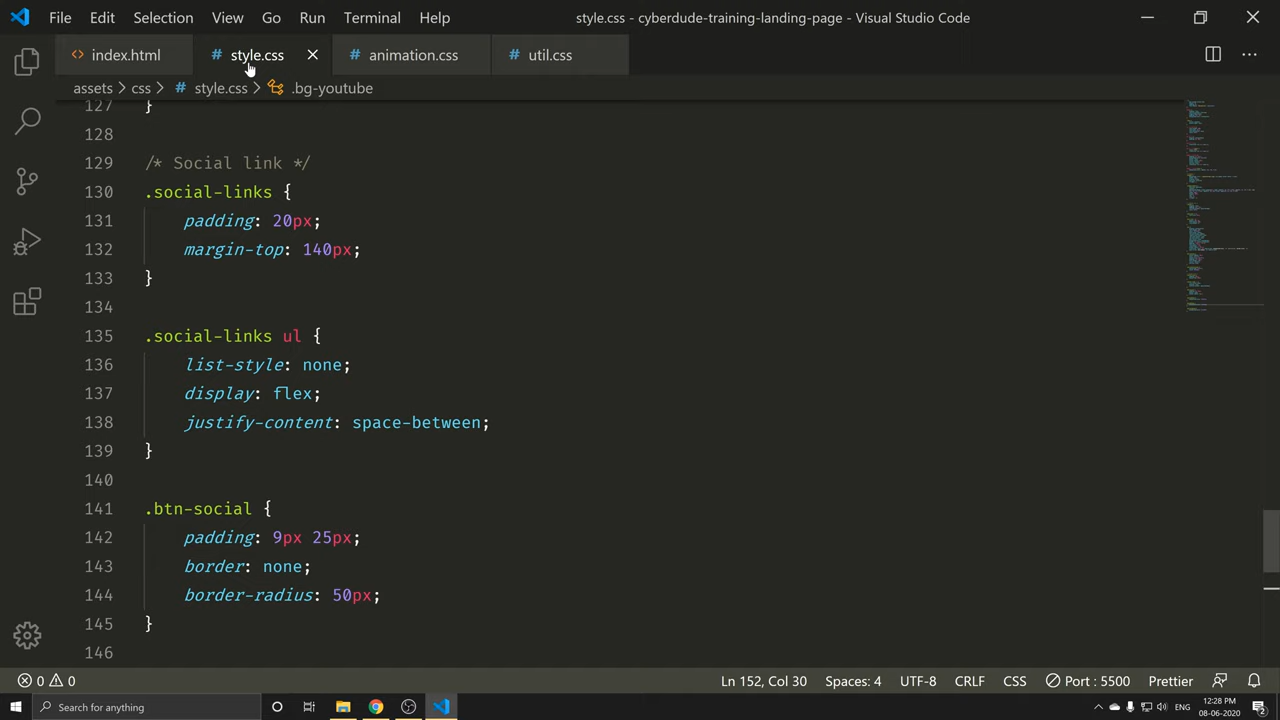 File Edit Selection View Go Run Terminal Help style.css - cyberdude-training-landing-page - Visual Studio Code
<> index.html # style.css # animation.css # util.css
assets > css > # style.css > .bg-youtube
127 }
128
129 /* Social link */
130 .social-links {
131 padding: 20px;
132 margin-top: 140px;
133 }
134
135 .social-links ul {
136 list-style: none;
137 display: flex;
138 justify-content: space-between;
139 }
140
141 .btn-social {
142 padding: 9px 25px;
143 border: none;
144 border-radius: 50px;
145 }
146
0 0 Ln 152, Col 30 Spaces: 4 UTF-8 CRLF CSS Port : 5500 Prettier
Search for anything ENG 12:28 PM
08-06-2020 2